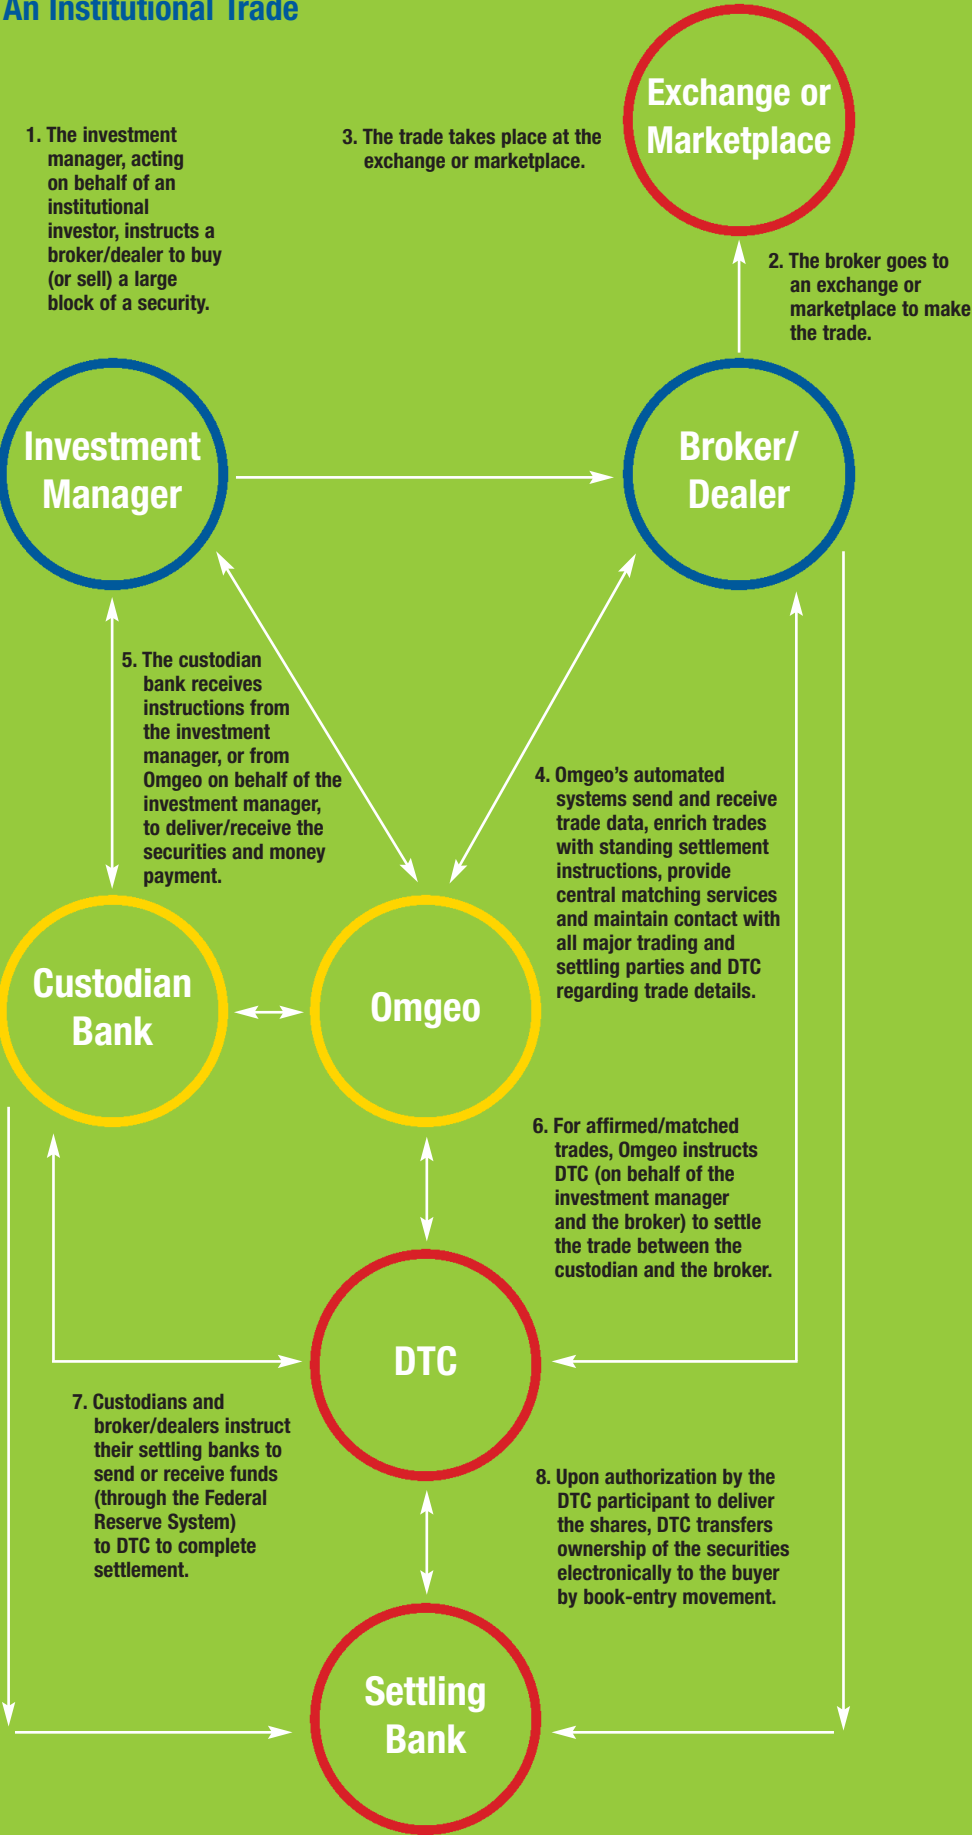 An Institutional Trade
Exchange or
Marketplace
1. The investment
manager, acting
on behalf of an
institutional
investor, instructs a
broker/dealer to buy
(or sell) a large
block of a security.
3. The trade takes place at the
exchange or marketplace.
2. The broker goes to
an exchange or
marketplace to make
the trade.
Investment
Manager
Broker/
Dealer
5. The custodian
bank receives
instructions from
the investment
manager, or from
Omgeo on behalf of the
investment manager,
to deliver/receive the
securities and money
payment.
4. Omgeo’s automated
systems send and receive
trade data, enrich trades
with standing settlement
instructions, provide
central matching services
and maintain contact with
all major trading and
settling parties and DTC
regarding trade details.
Custodian
Bank
Omgeo
6. For affirmed/matched
trades, Omgeo instructs
DTC (on behalf of the
investment manager
and the broker) to settle
the trade between the
custodian and the broker.
DTC
7. Custodians and
broker/dealers instruct
their settling banks to
send or receive funds
(through the Federal
Reserve System)
to DTC to complete
settlement.
8. Upon authorization by the
DTC participant to deliver
the shares, DTC transfers
ownership of the securities
electronically to the buyer
by book-entry movement.
Settling
Bank